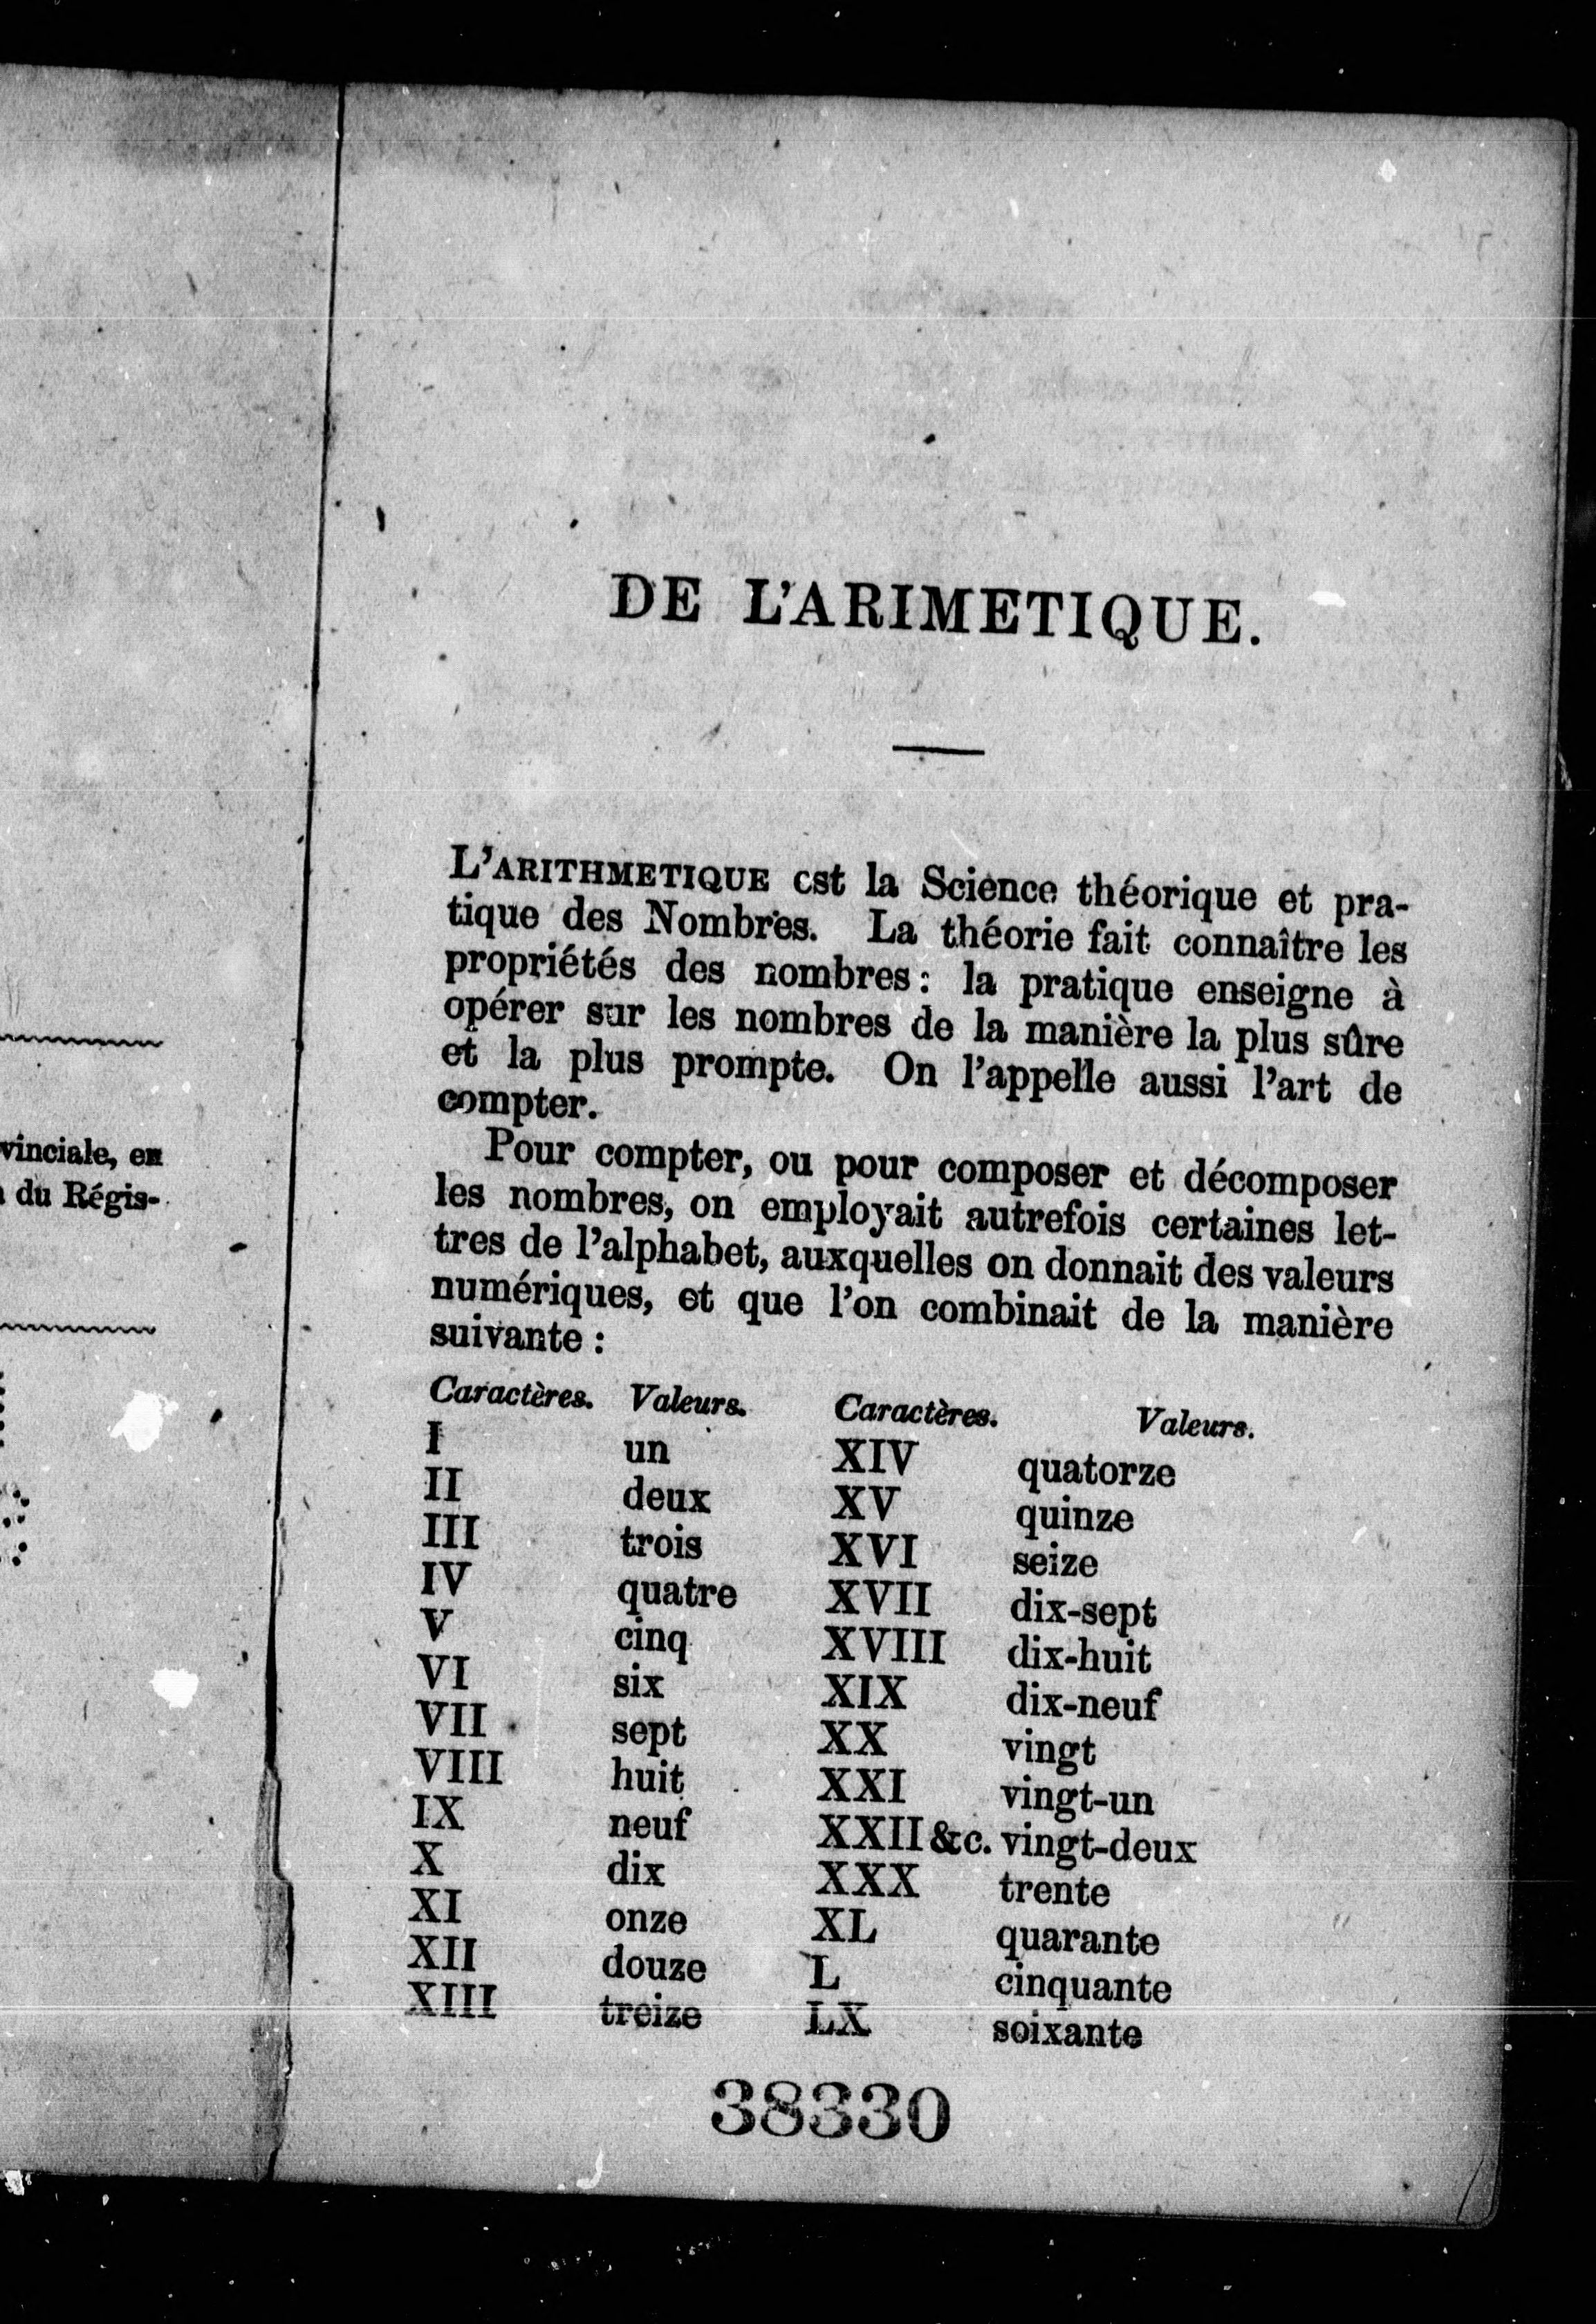 vinciale, en
du Régis-
DE L'ARIMETIQUE.
L'ARITHMETIQUE est la Science théorique et pra-
tique des Nombres. La théorie fait connaître les
propriétés des nombres: la pratique enseigne à
opérer sur les nombres de la manière la plus sûre
et la plus prompte. On l'appelle aussi l'art de
compter.
Pour compter, ou pour composer et décomposer
les nombres, on employait autrefois certaines let-
tres de l'alphabet, auxquelles on donnait des valeurs
numériques, et que l'on combinait de la manière
suivante :
Caractères. Valeurs. Caractères. Valeurs.
I un XIV quatorze
II deux XV quinze
III trois XVI seize
IV quatre XVII dix-sept
V cinq XVIII dix-huit
VI six XIX dix-neuf
VII sept XX vingt
VIII huit XXI vingt-un
IX neuf XXII &c. vingt-deux
X dix XXX trente
XI onze XL quarante
XII douze L cinquante
XIII treize LX soixante
38330